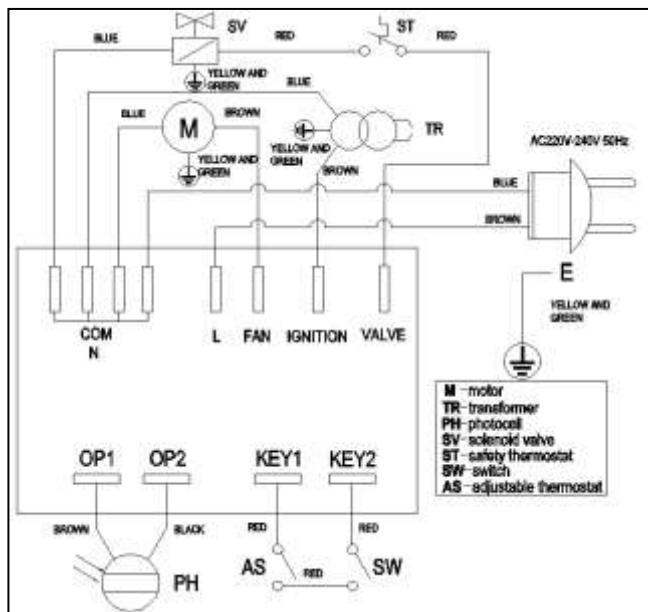 SV
ST
BLUE
RED
RED
YELLOW AND
GREEN
BLUE
BLUE
BROWN
M
TR
YELLOW AND
GREEN
YELLOW AND
GREEN
BROWN
AC220V-240V 50Hz
BLUE
BROWN
E
YELLOW AND
GREEN
COM
N
L
FAN
IGNITION
VALVE
M-motor
TR-transformer
PH-photocell
SV-solenoid valve
ST-safety thermostat
SW-switch
AS-adjustable thermostat
OP1
OP2
KEY1
KEY2
BROWN
BLACK
RED
RED
PH
AS
RED
SW